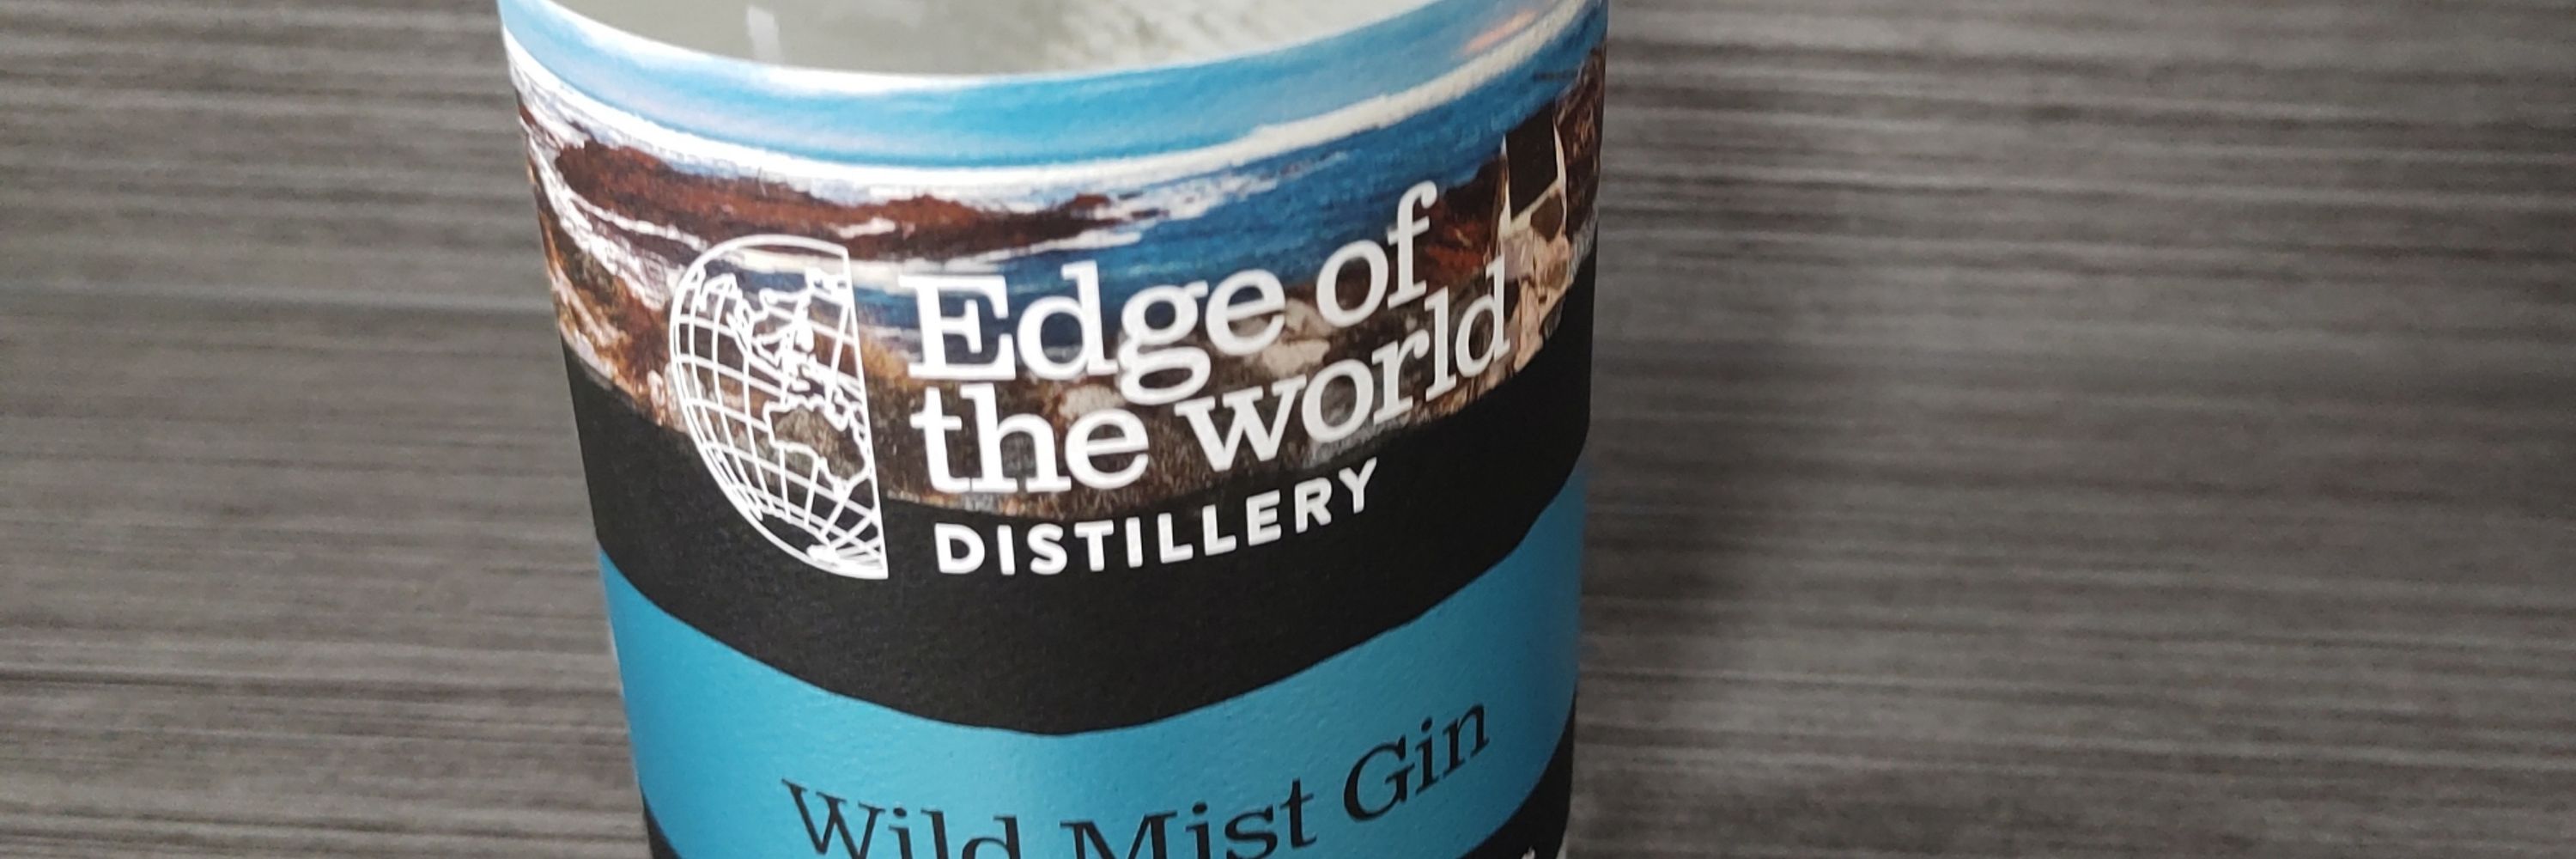 Edge of
the world
DISTILLERY
Wild Mist Gin